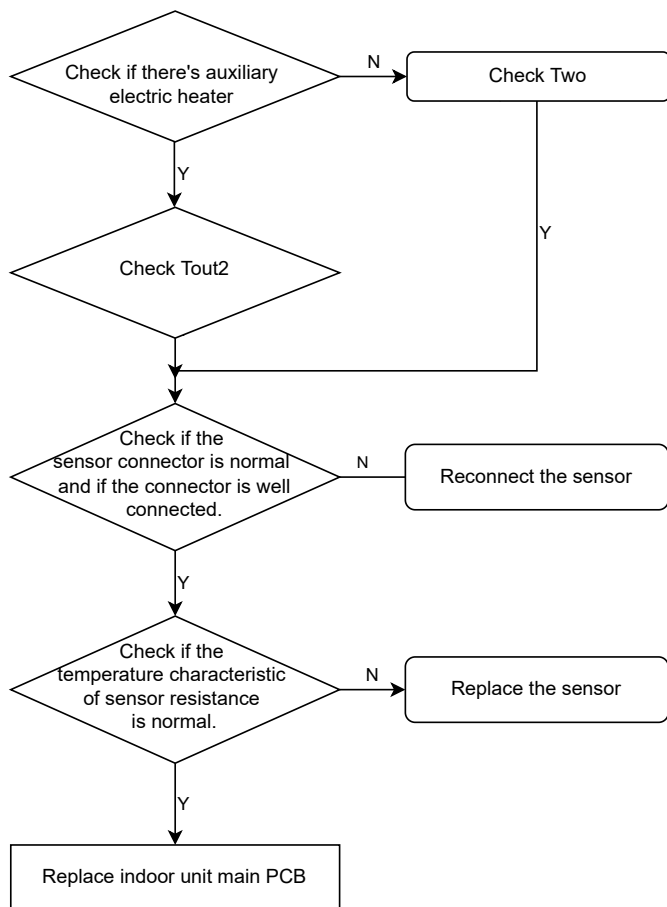 Check if there's auxiliary
electric heater
N
Check Two
Y
Y
Check Tout2
Check if the
sensor connector is normal
and if the connector is well
connected.
N
Reconnect the sensor
Y
Check if the
temperature characteristic
of sensor resistance
is normal.
N
Replace the sensor
Y
Replace indoor unit main PCB